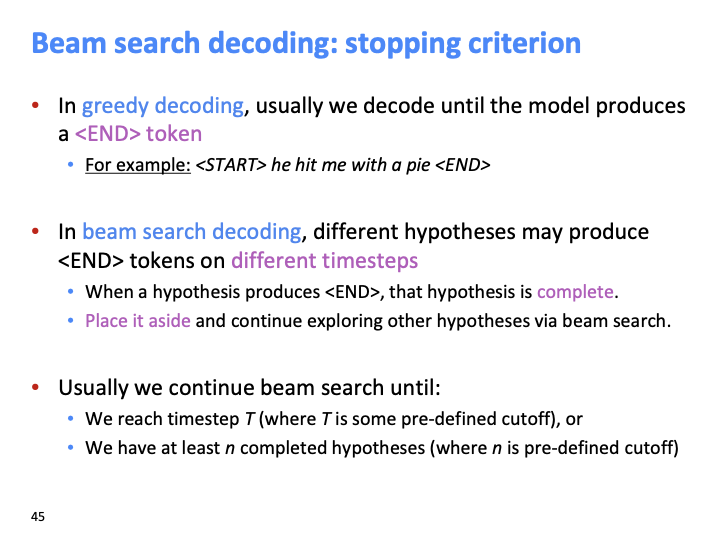 Beam search decoding: stopping criterion
• In greedy decoding, usually we decode until the model produces
a <END> token
• For example: <START> he hit me with a pie <END>
• In beam search decoding, different hypotheses may produce
<END> tokens on different timesteps
• When a hypothesis produces <END>, that hypothesis is complete.
• Place it aside and continue exploring other hypotheses via beam search.
• Usually we continue beam search until:
• We reach timestep T (where T is some pre-defined cutoff), or
• We have at least n completed hypotheses (where n is pre-defined cutoff)
45